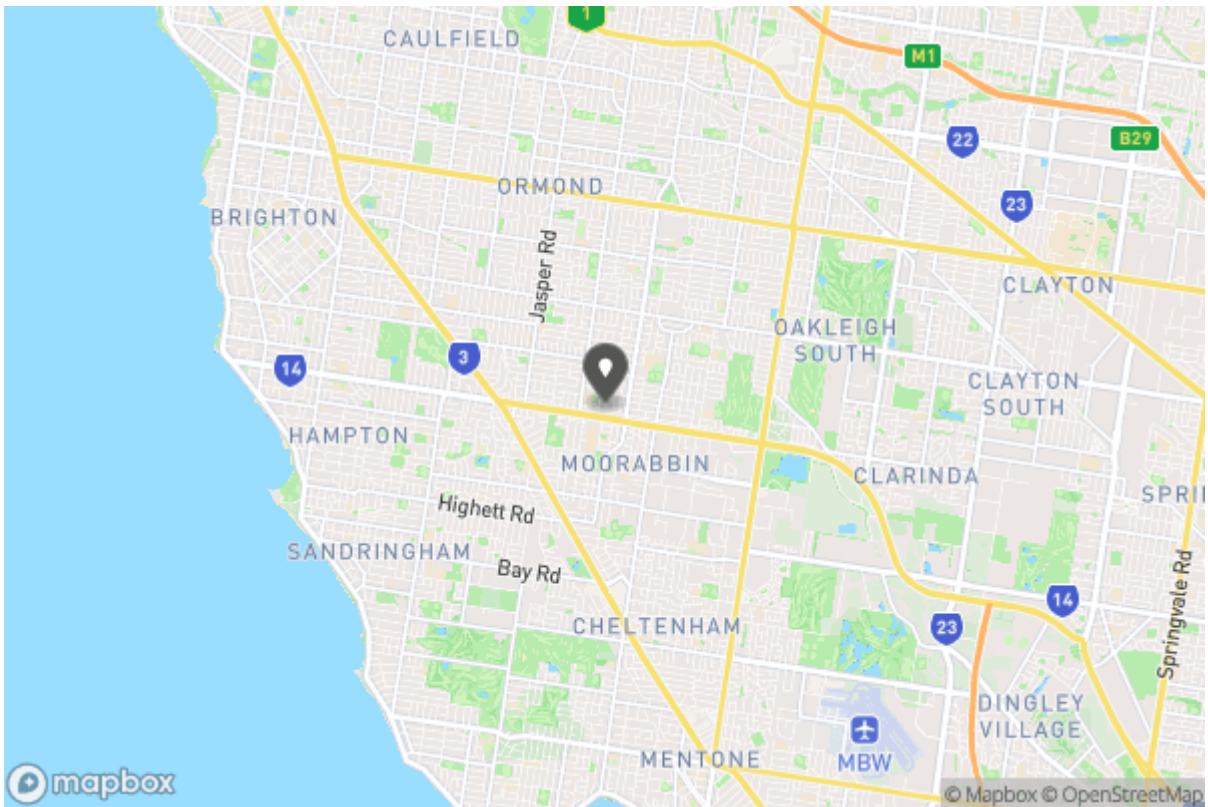 1
CAULFIELD
M1
B29
22
ORMOND
23
BRIGHTON
Jasper Rd
CLAYTON
OAKLEIGH
SOUTH
3
14
CLAYTON
SOUTH
HAMPTON
MOORABBIN
CLARINDA
SPRI
Highett Rd
SANDRINGHAM
Bay Rd
14
Springvale Rd
CHELTENHAM
23
DINGLEY
VILLAGE
MENTONE
MBW
mapbox
© Mapbox © OpenStreetMap